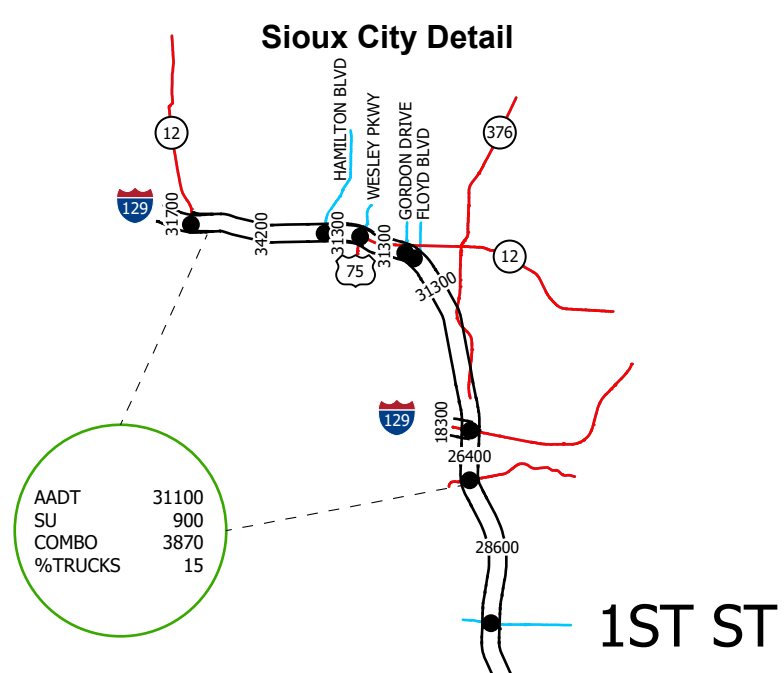 Sioux City Detail
HAMILTON BLVD
WESLEY PKWY
GORDON DRIVE
FLOYD BLVD
12
376
129
31700
34200
31300
31300
75
12
31300
129
18300
26400
AADT 31100
SU 900
COMBO 3870
%TRUCKS 15
28600
1ST ST